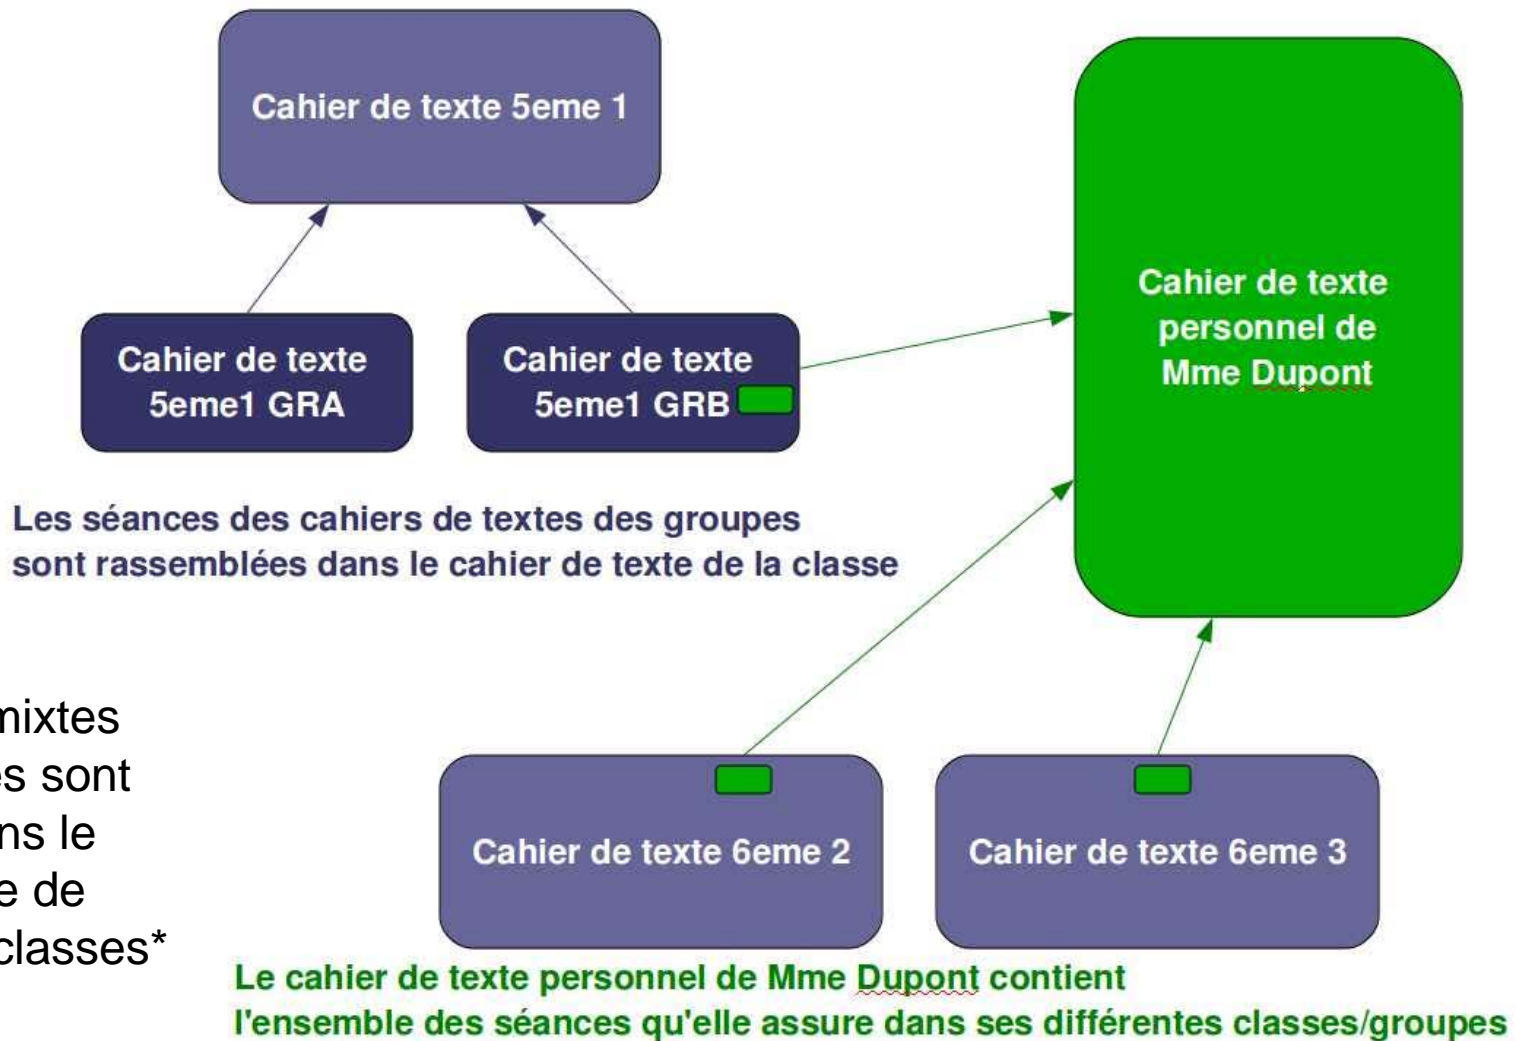 Cahier de texte 5eme 1
Cahier de texte
5eme1 GRA
Cahier de texte
5eme1 GRB
Cahier de texte
personnel de
Mme Dupont
Les séances des cahiers de textes des groupes
sont rassemblées dans le cahier de texte de la classe
mixtes
sont
le
de
classes*
Cahier de texte 6eme 2
Cahier de texte 6eme 3
Le cahier de texte personnel de Mme Dupont contient
l'ensemble des séances qu'elle assure dans ses différentes classes/groupes